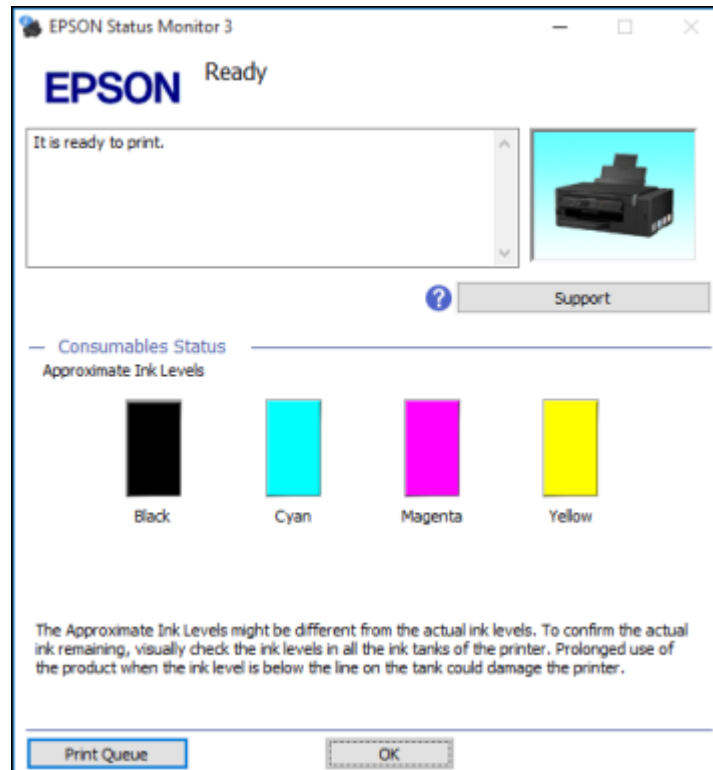 EPSON Status Monitor 3
EPSON
Ready
It is ready to print.
Support
Consumables Status
Approximate Ink Levels
Black
Cyan
Magenta
Yellow
The Approximate Ink Levels might be different from the actual ink levels. To confirm the actual
ink remaining, visually check the ink levels in all the ink tanks of the printer. Prolonged use of
the product when the ink level is below the line on the tank could damage the printer.
Print Queue
OK